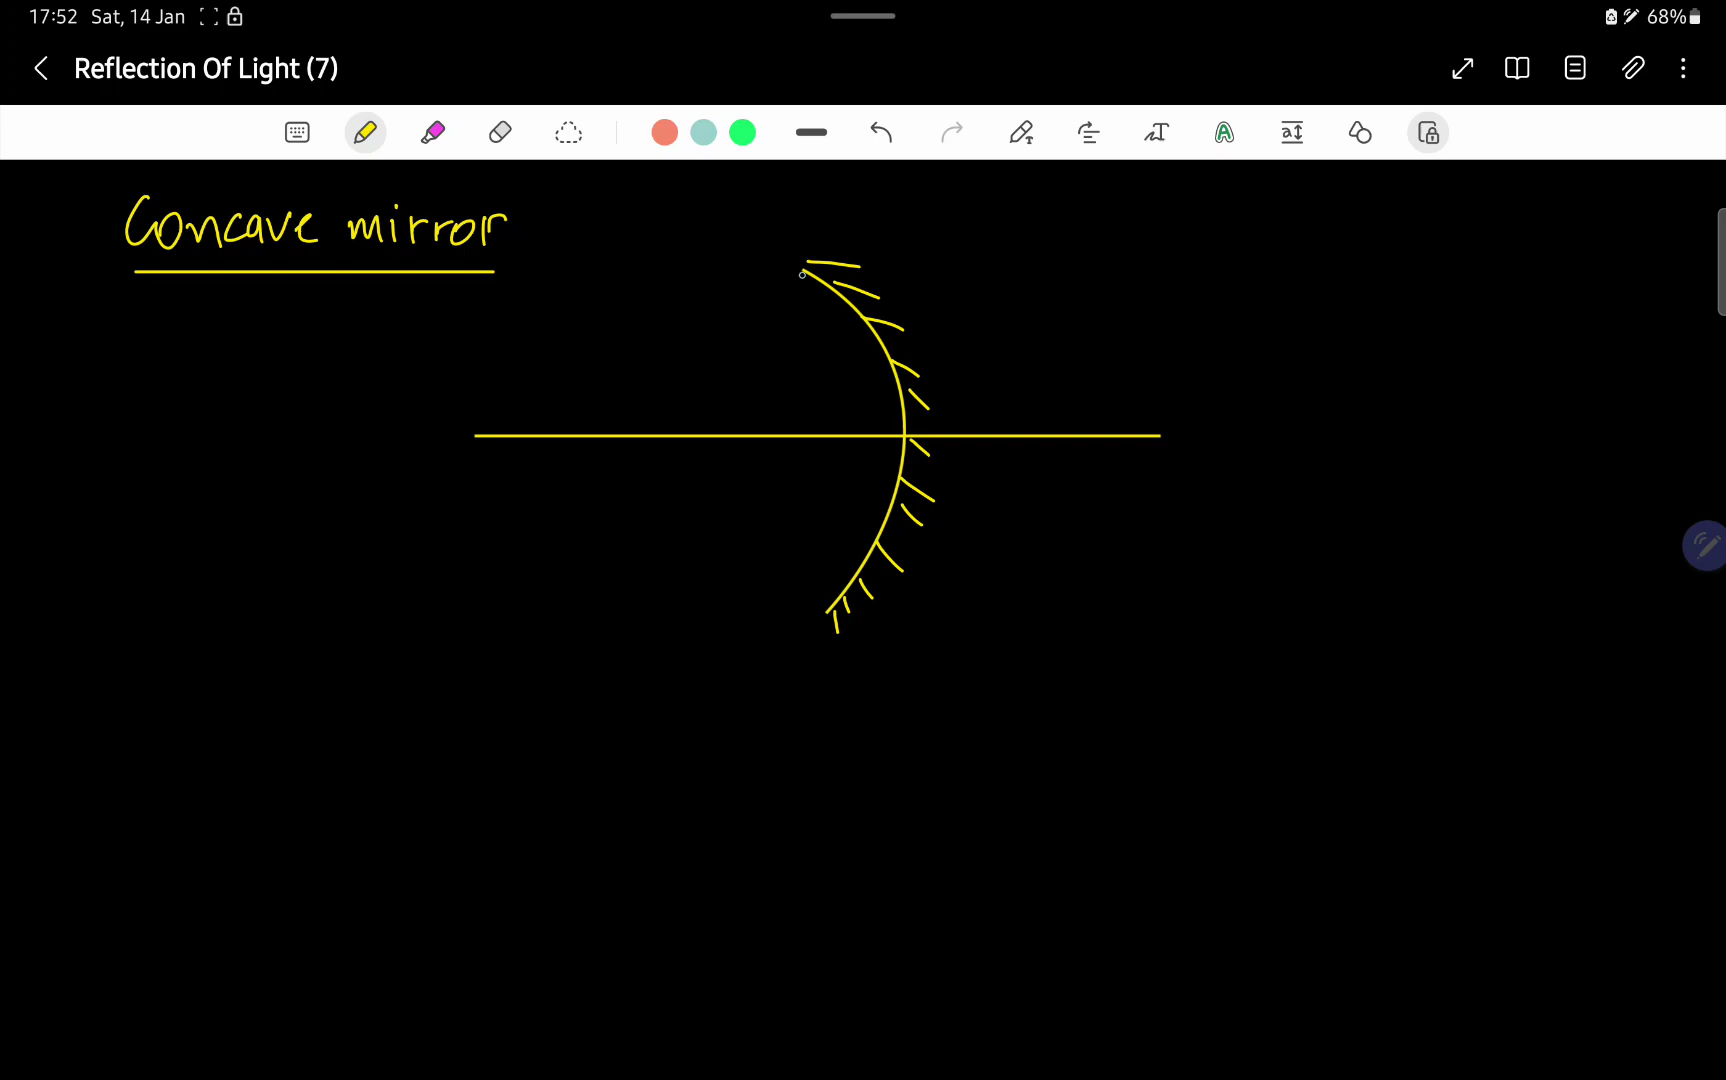 17:52 Sat, 14 Jan 68%
Reflection Of Light (7)
Concave mirror